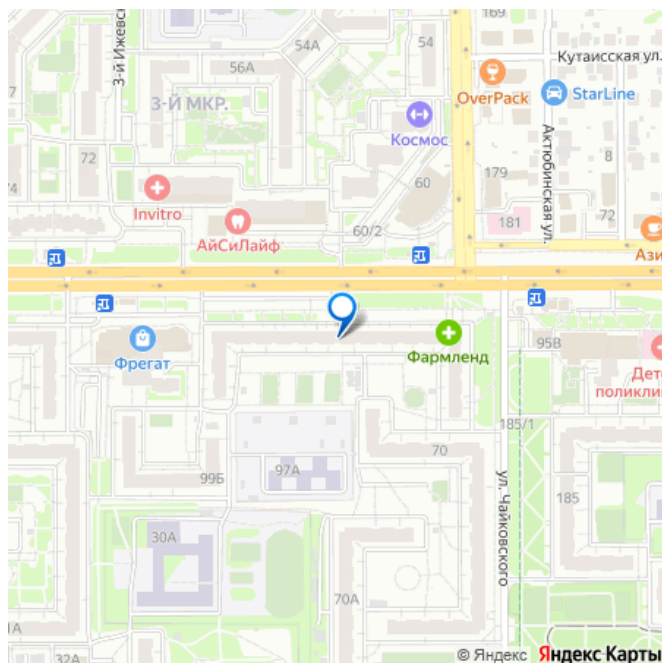 169
54А
54
3-й Ижевск
56А
Кутаисская ул.
OverPack
StarLine
3-Й МКР.
Космос
Актюбинская ул.
72
8
74
179
60
Invitro
181
72
АйСиЛайф
60/2
Ази
Фрегат
Фармленд
95В
Дет
поликли
185/1
70
99Б
97А
ул. Чайковского
185
30А
70А
1А
32А
© Яндекс Яндекс Карты